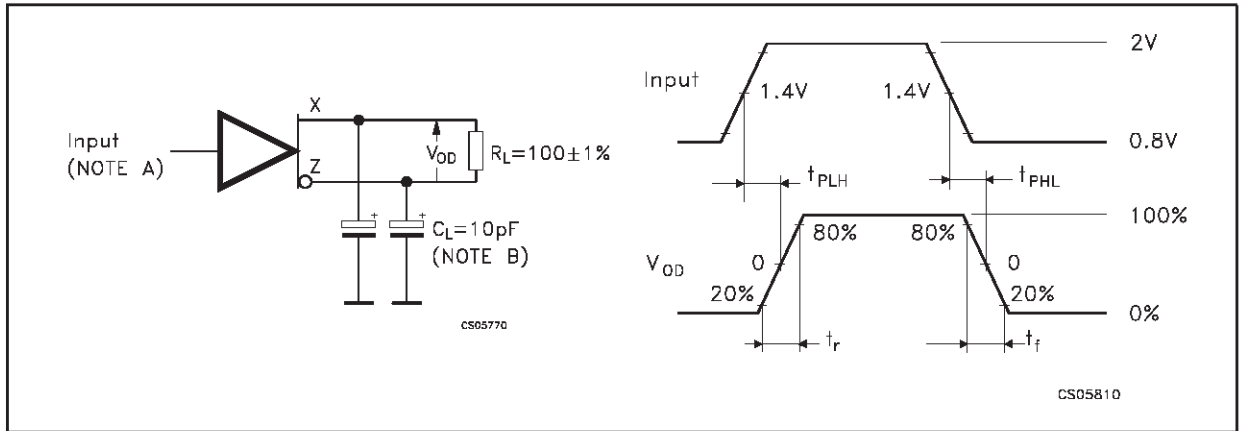 Input
(NOTE A)
X
Z
V_OD
R_L=100±1%
C_L=10pF
(NOTE B)
+
+
CS05770
Input
1.4V
1.4V
2V
0.8V
t_PLH
t_PHL
V_OD
100%
80%
80%
0
0
20%
20%
0%
t_r
t_f
CS05810